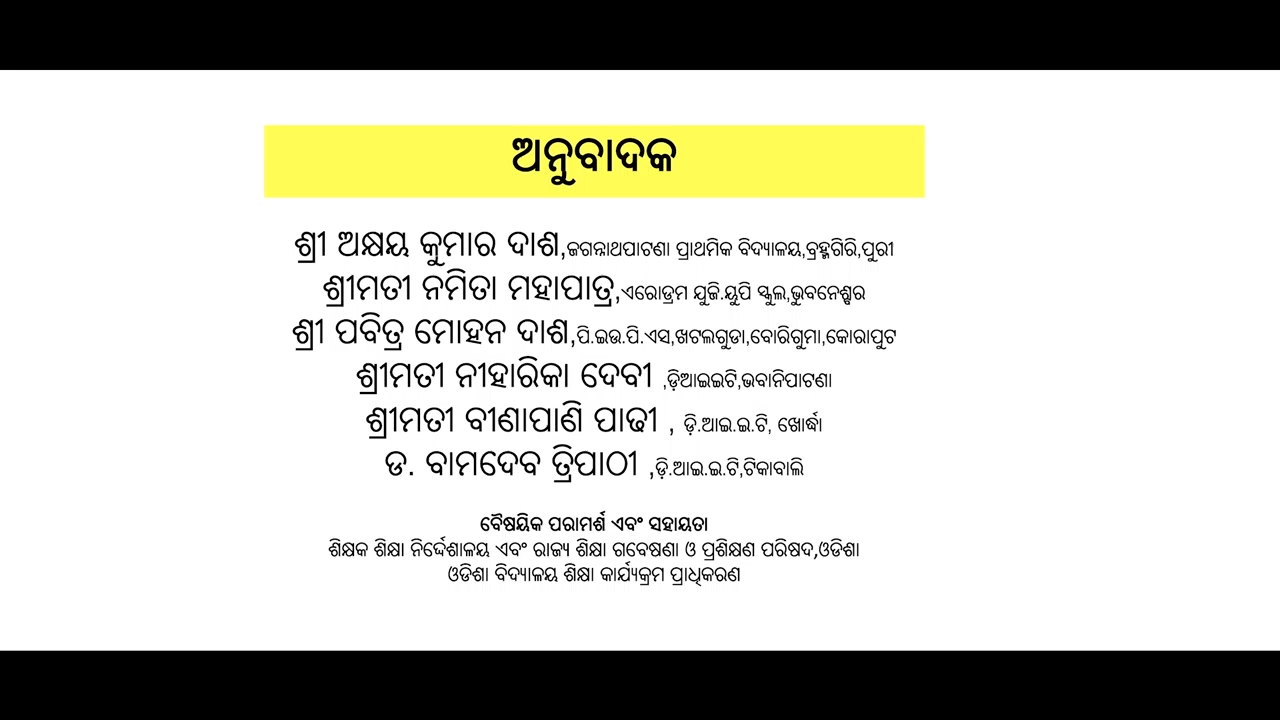 ଅନୁବାଦକ
ଶ୍ରୀ ଅକ୍ଷୟ କୁମାର ଦାଶ,ଜଗନ୍ନାଥପାଟଣା ପ୍ରାଥମିକ ବିଦ୍ୟାଳୟ,ବ୍ରହ୍ମଗିରି,ପୁରୀ
ଶ୍ରୀମତୀ ନମିତା ମହାପାତ୍ର,ଏରୋଡ୍ରମ ଯୁଜି.ୟୁପି ସ୍କୁଲ,ଭୁବନେଶ୍ବର
ଶ୍ରୀ ପବିତ୍ର ମୋହନ ଦାଶ,ପି.ଇଉ.ପି.ଏସ,ଖଟଲଗୁଡା,ବୋରିଗୁମା,କୋରାପୁଟ
ଶ୍ରୀମତୀ ନୀହାରିକା ଦେବୀ ,ଡ଼ିଆଇଇଟି,ଭବାନିପାଟଣା
ଶ୍ରୀମତୀ ବୀଣାପାଣି ପାଢୀ , ଡ଼ି.ଆଇ.ଇ.ଟି, ଖୋର୍ଦ୍ଧା
ଡ. ବାମଦେବ ତ୍ରିପାଠୀ ,ଡ଼ି.ଆଇ.ଇ.ଟି,ଟିକାବାଲି
ବୈଷୟିକ ପରାମର୍ଶ ଏବଂ ସହାୟତା
ଶିକ୍ଷକ ଶିକ୍ଷା ନିର୍ଦ୍ଦେଶାଳୟ ଏବଂ ରାଜ୍ୟ ଶିକ୍ଷା ଗବେଷଣା ଓ ପ୍ରଶିକ୍ଷଣ ପରିଷଦ,ଓଡିଶା
ଓଡିଶା ବିଦ୍ୟାଳୟ ଶିକ୍ଷା କାର୍ଯ୍ୟକ୍ରମ ପ୍ରାଧିକରଣ